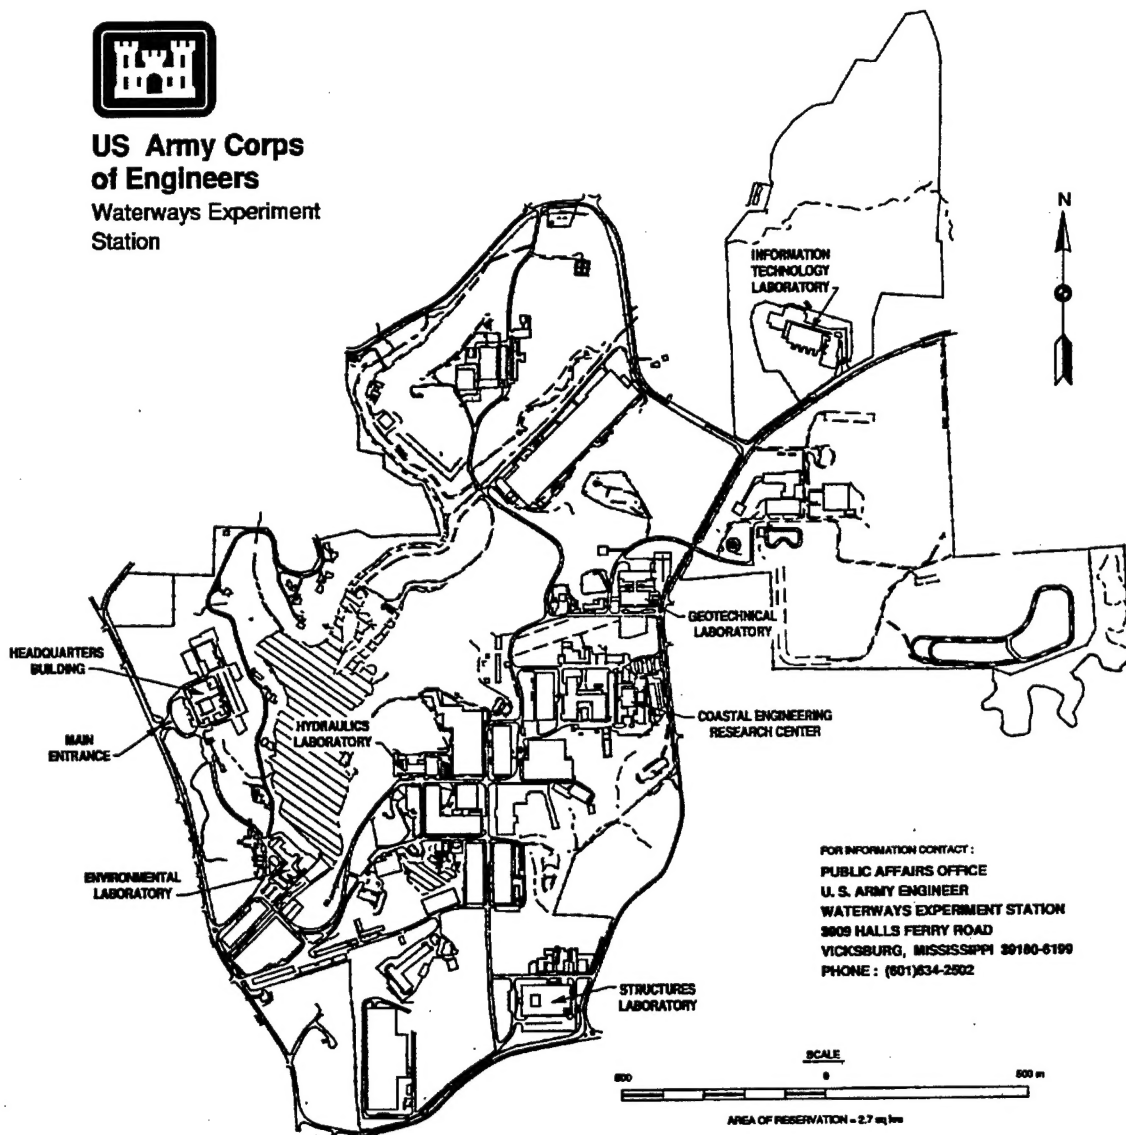 US Army Corps
of Engineers
Waterways Experiment
Station
N
INFORMATION
TECHNOLOGY
LABORATORY
GEOTECHNICAL
LABORATORY
HEADQUARTERS
BUILDING
MAIN
ENTRANCE
HYDRAULICS
LABORATORY
COASTAL ENGINEERING
RESEARCH CENTER
ENVIRONMENTAL
LABORATORY
FOR INFORMATION CONTACT :
PUBLIC AFFAIRS OFFICE
U. S. ARMY ENGINEER
WATERWAYS EXPERIMENT STATION
3909 HALLS FERRY ROAD
VICKSBURG, MISSISSIPPI 39180-6199
PHONE : (601)634-2502
STRUCTURES
LABORATORY
SCALE
500 0 500 m
AREA OF RESERVATION = 2.7 sq